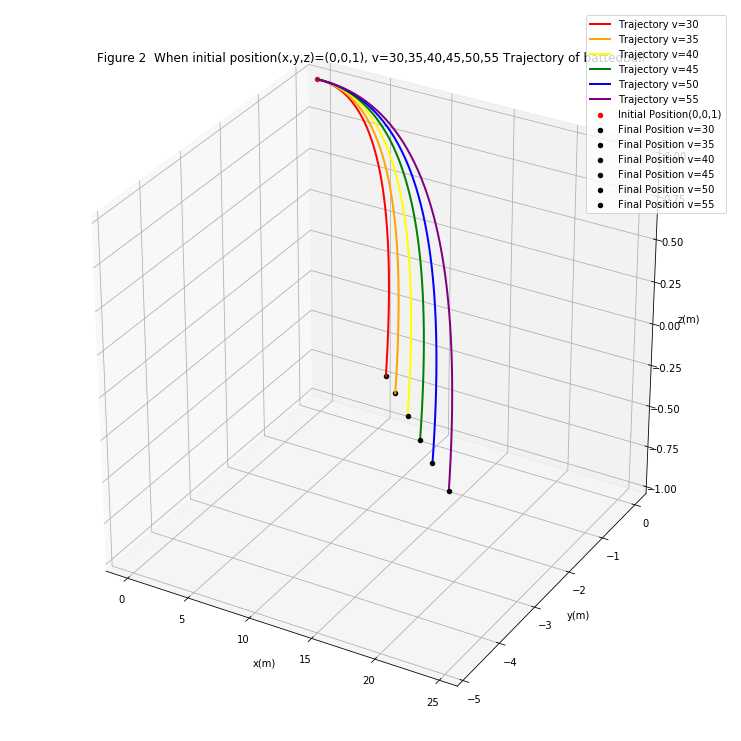 Figure 2  When initial position(x,y,z)=(0,0,1), v=30,35,40,45,50,55 Trajectory of
Trajectory v=30
Trajectory v=35
Trajectory v=40
Trajectory v=45
Trajectory v=50
Trajectory v=55
Initial Position(0,0,1)
Final Position v=30
Final Position v=35
Final Position v=40
Final Position v=45
Final Position v=50
Final Position v=55
0.50
0.25
0.00
z(m)
−0.25
−0.50
−0.75
−1.00
0
−1
−2
−3
−4
−5
y(m)
0
5
10
15
20
25
x(m)